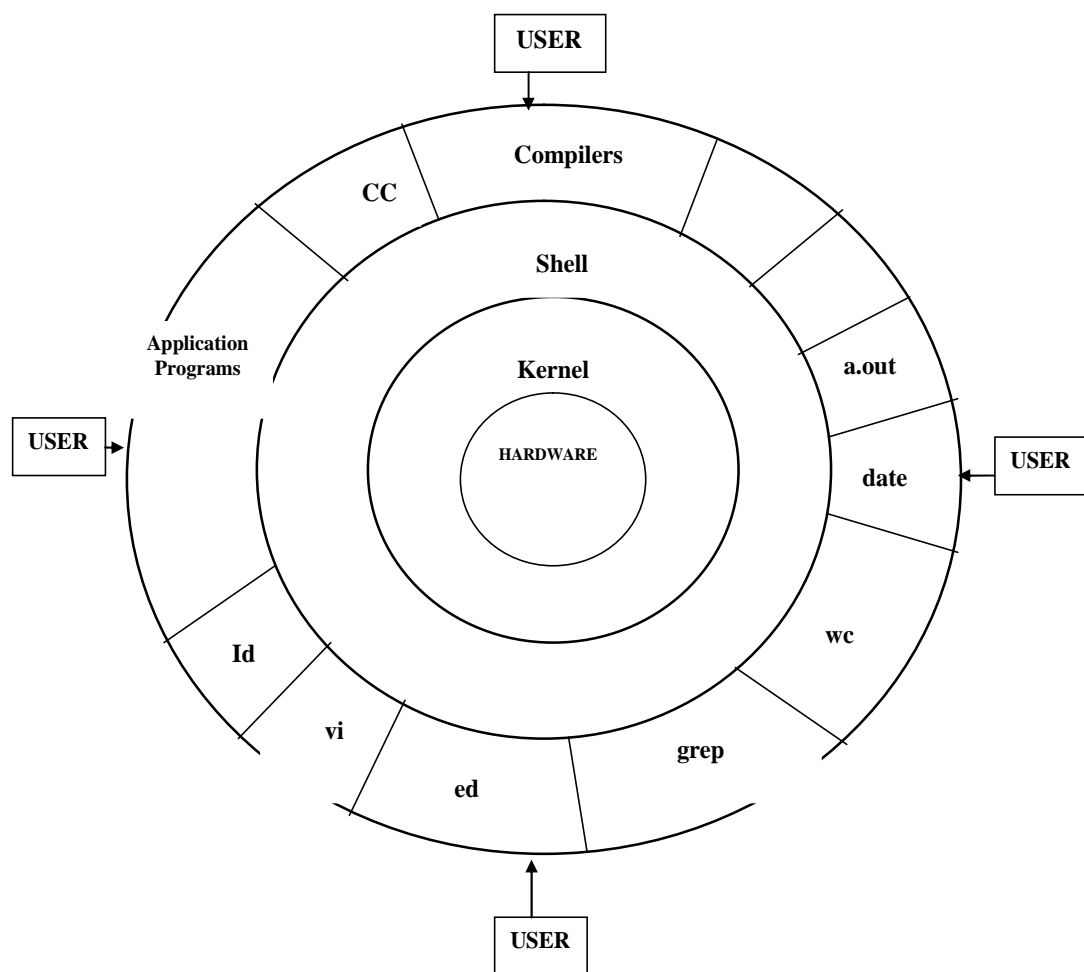 USER
Compilers
CC
Shell
Application
Programs
Kernel
a.out
USER
HARDWARE
USER
date
wc
Id
vi
grep
ed
USER